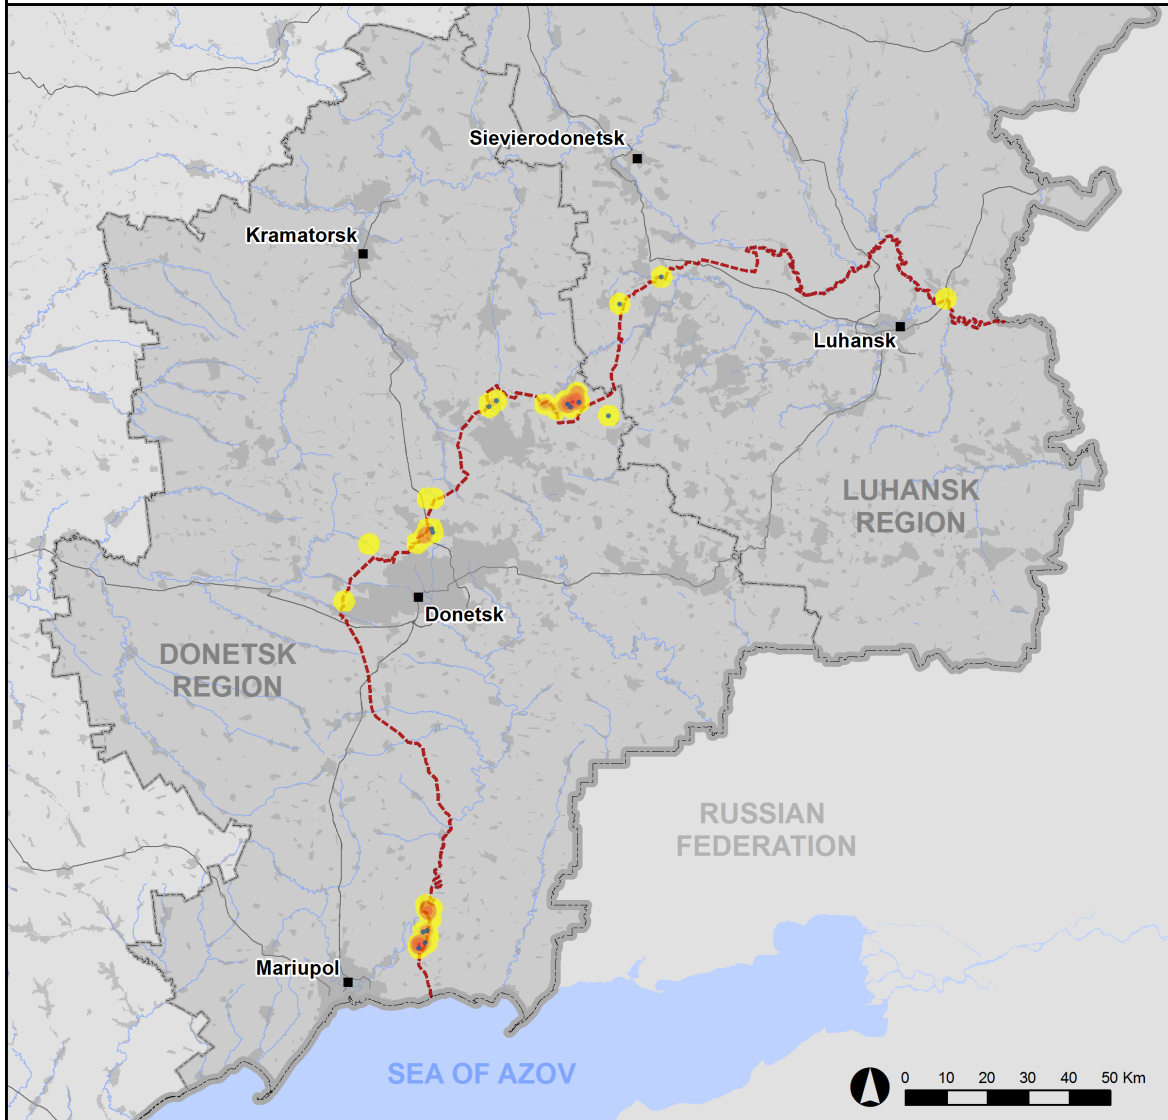 Sievierodonetsk
Kramatorsk
Luhansk
LUHANSK
REGION
Donetsk
DONETSK
REGION
RUSSIAN
FEDERATION
Mariupol
SEA OF AZOV
0 10 20 30 40 50 Km